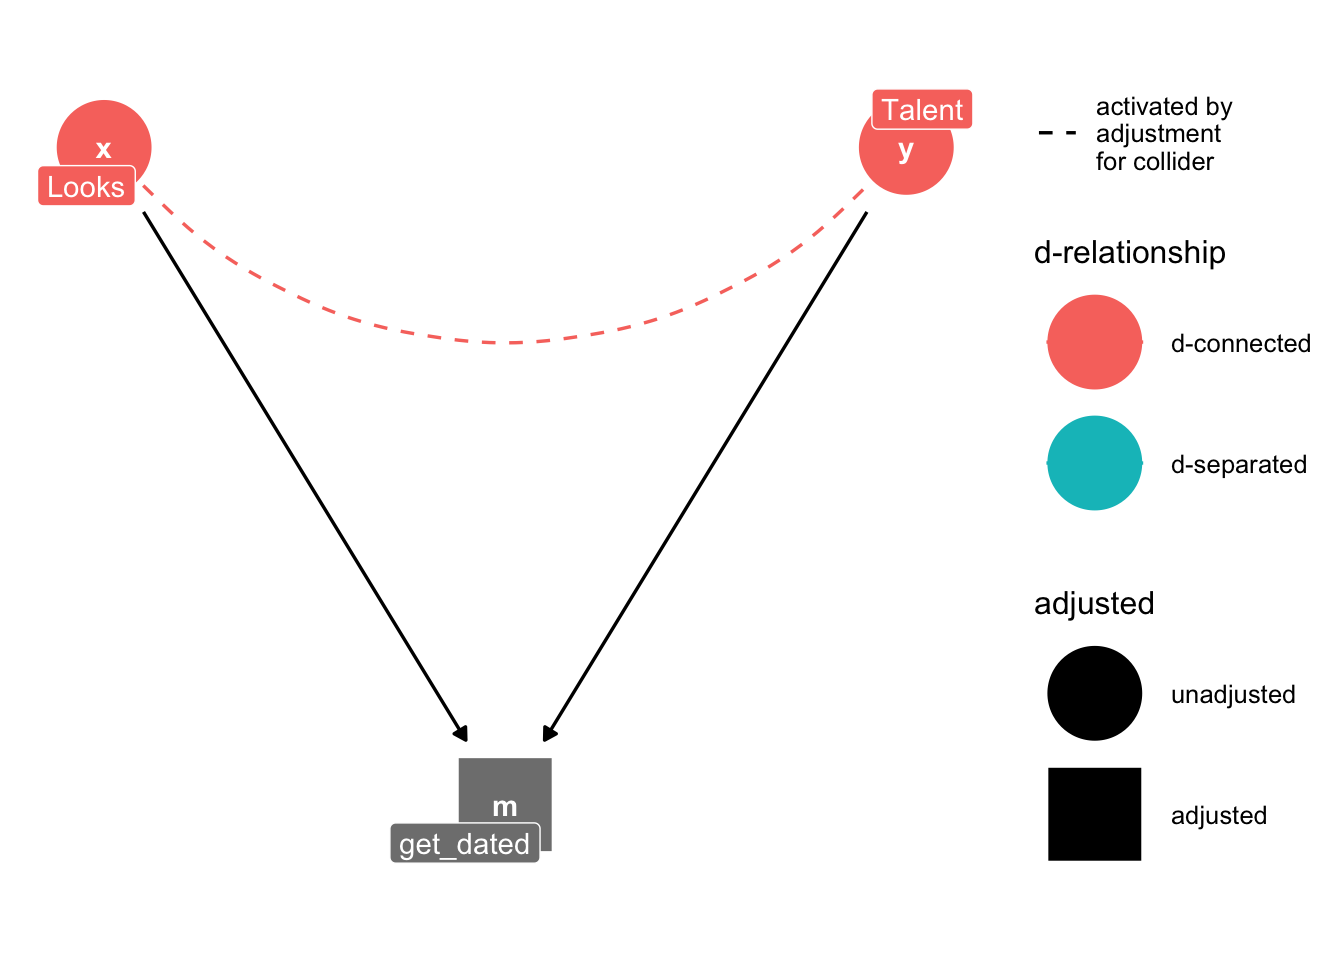 x
Looks
Talent
y
m
get_dated
activated by
adjustment
for collider
d-relationship
d-connected
d-separated
adjusted
unadjusted
adjusted